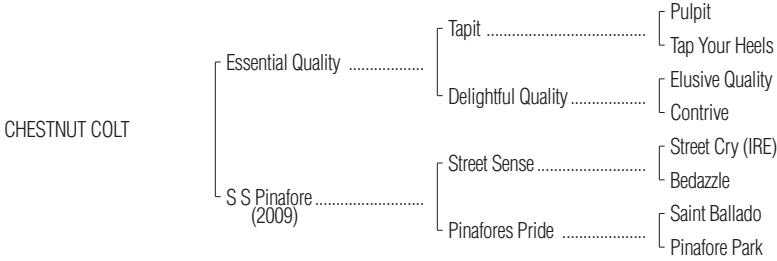 Pulpit
Tapit ......................................
Tap Your Heels
Essential Quality ..................
Elusive Quality
Delightful Quality ..................
Contrive
CHESTNUT COLT
Street Cry (IRE)
Street Sense ..........................
Bedazzle
S S Pinafore ..........................
(2009)
Saint Ballado
Pinafores Pride ....................
Pinafore Park